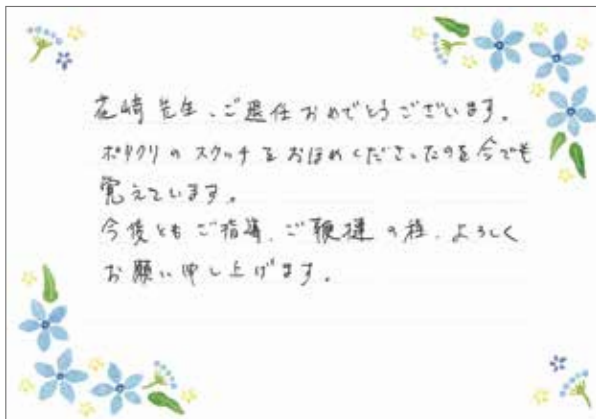 花崎先生、ご退任おめでとうございます。
ポリクリのスケッチをおほめくださったのを今でも
覚えています。
今後ともご指導、ご鞭撻の程、よろしく
お願い申し上げます。